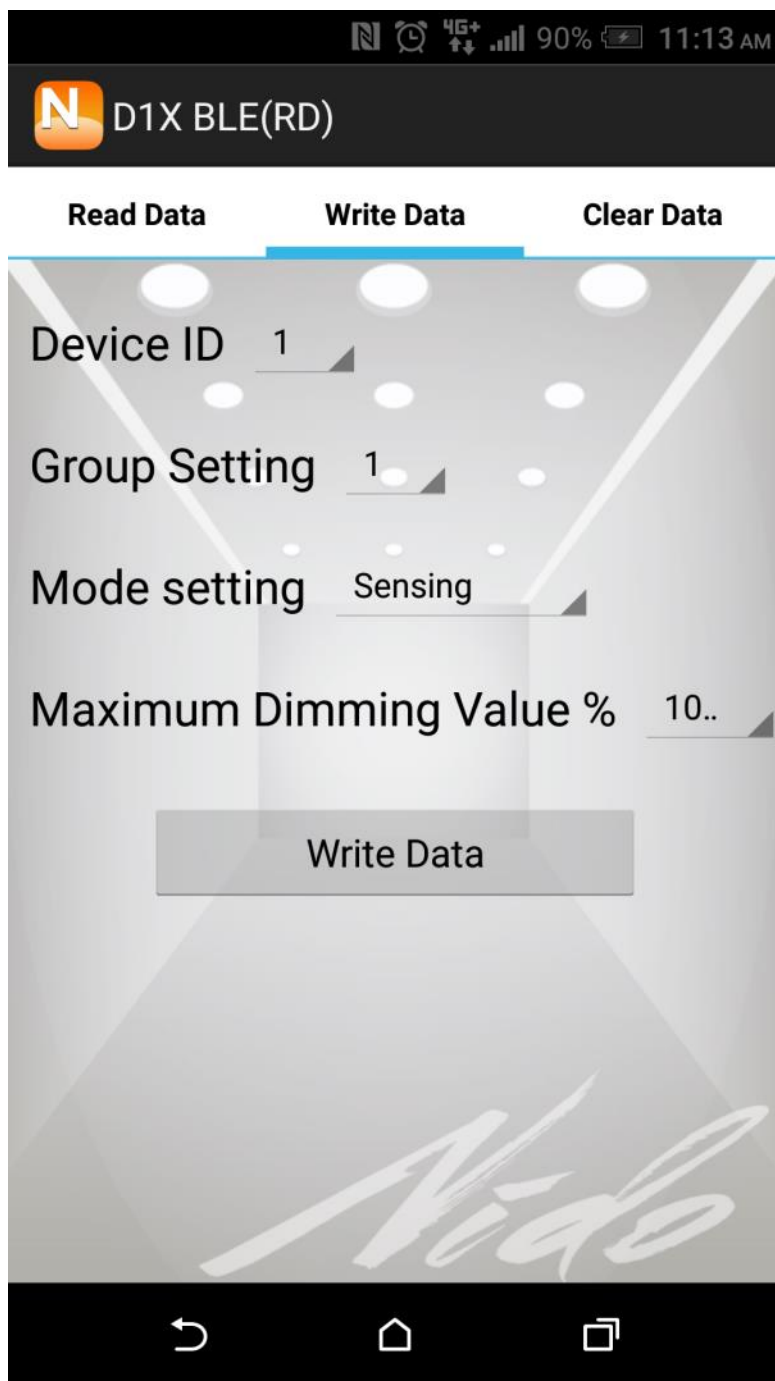 4G+ 90% 11:13 AM
N D1X BLE(RD)
Read Data Write Data Clear Data
Device ID 1
Group Setting 1
Mode setting Sensing
Maximum Dimming Value % 10..
Write Data
Nido